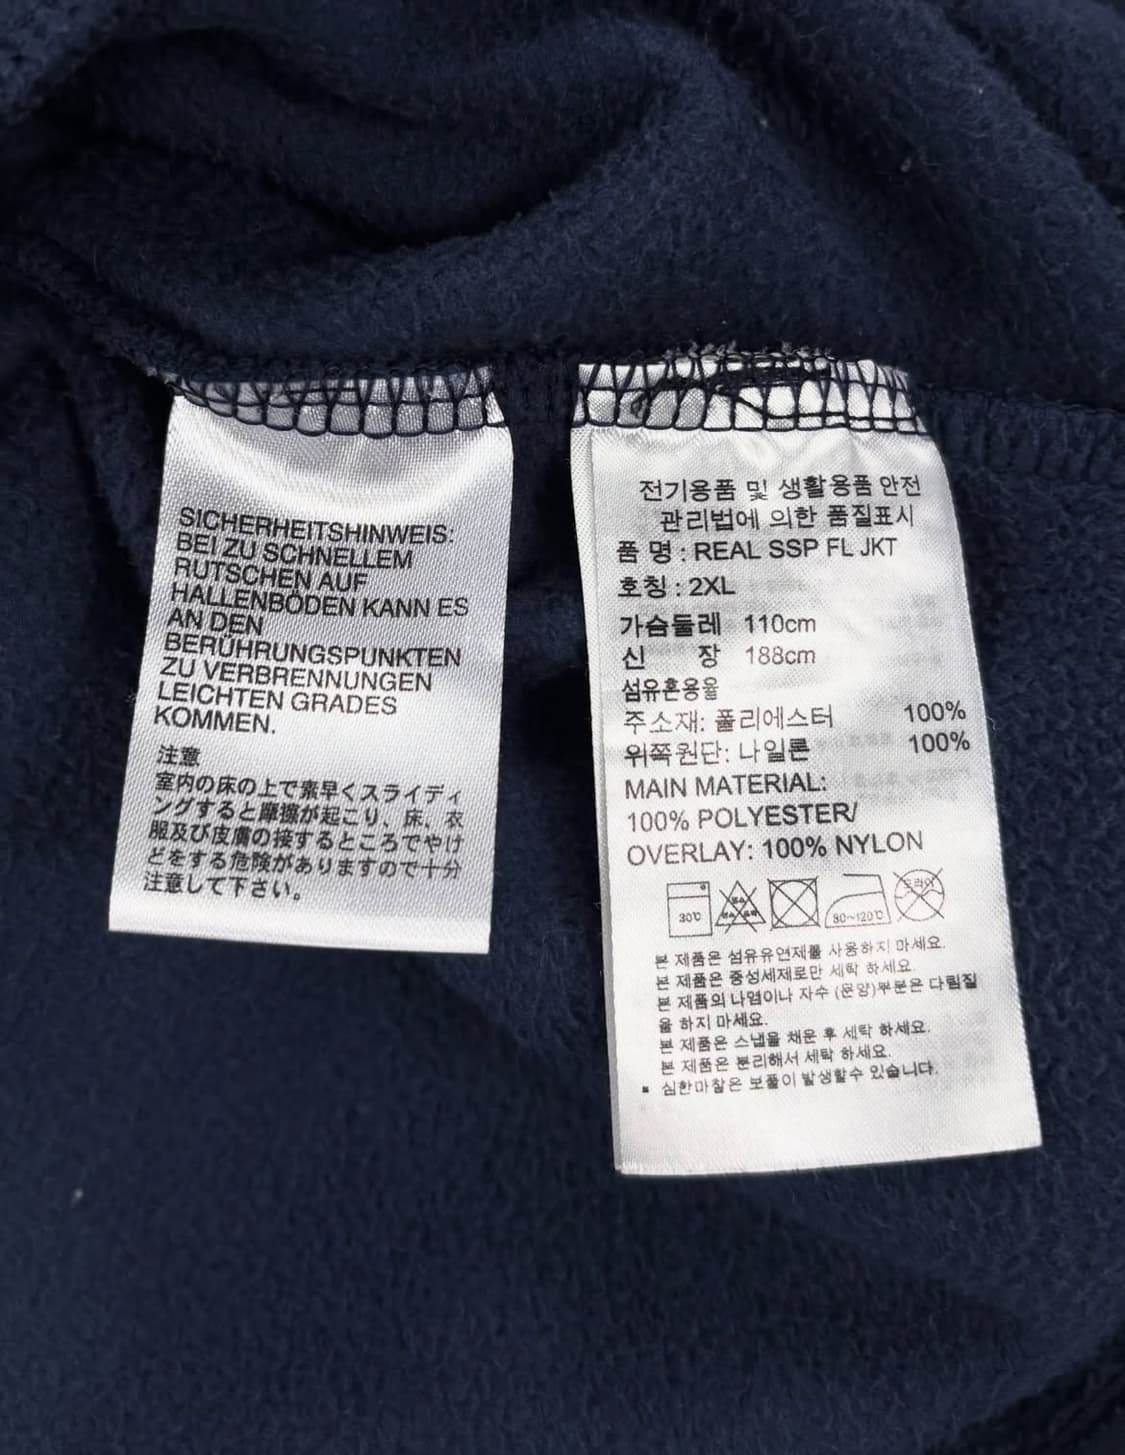 SICHERHEITSHINWEIS:
BEI ZU SCHNELLEM
RUTSCHEN AUF
HALLENBÖDEN KANN ES
AN DEN
BERÜHRUNGSPUNKTEN
ZU VERBRENNUNGEN
LEICHTEN GRADES
KOMMEN.
注意
室内の床の上で素早くスライディ
ングすると摩擦が起こり、床、衣
服及び皮膚の接するところでやけ
どをする危険がありますので十分
注意して下さい。
전기용품 및 생활용품 안전
관리법에 의한 품질표시
품 명 : REAL SSP FL JKT
호칭 : 2XL
가슴둘레 110cm
신 장 188cm
섬유혼용율
주소재: 폴리에스터 100%
위쪽원단: 나일론 100%
MAIN MATERIAL:
100% POLYESTER/
OVERLAY: 100% NYLON
30℃ 80~120℃ 드라이
본 제품은 섬유유연제를 사용하지 마세요.
본 제품은 중성세제로만 세탁 하세요.
본 제품의 나염이나 자수 (문양)부분은 다림질
을 하지 마세요.
본 제품은 스냅을 채운 후 세탁 하세요.
본 제품은 분리해서 세탁 하세요.
▪ 심한마찰은 보풀이 발생할수 있습니다.